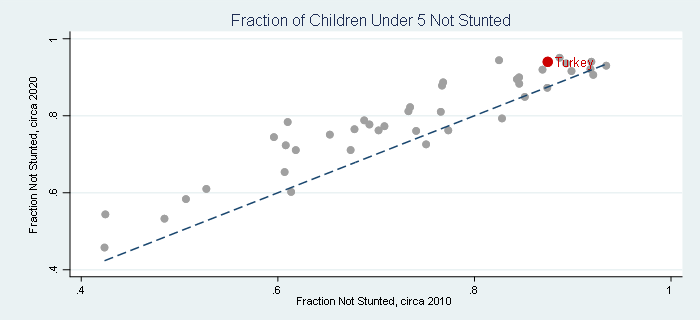 Fraction of Children Under 5 Not Stunted
Fraction Not Stunted, circa 2020
1
.8
.6
.4
Turkey
.4
.6
.8
1
Fraction Not Stunted, circa 2010